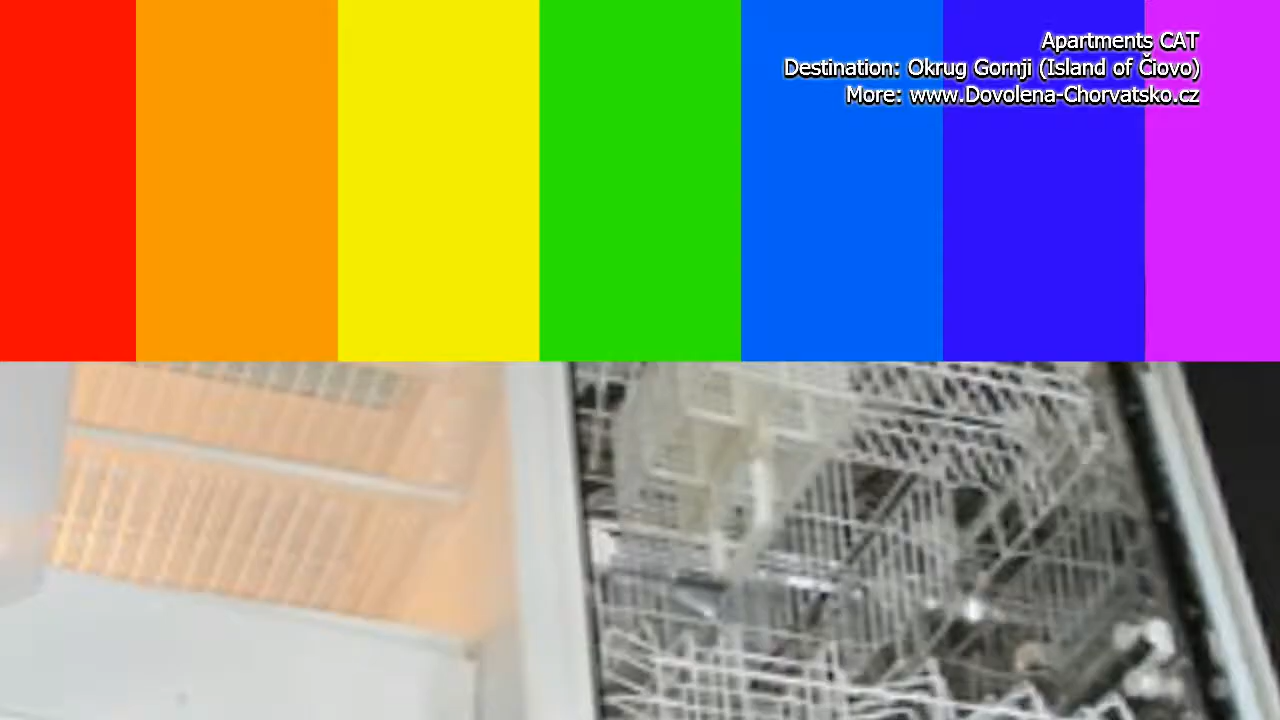 Apartments CAT
Destination: Okrug Gornji (Island of Čiovo)
More: www.Dovolena-Chorvatsko.cz